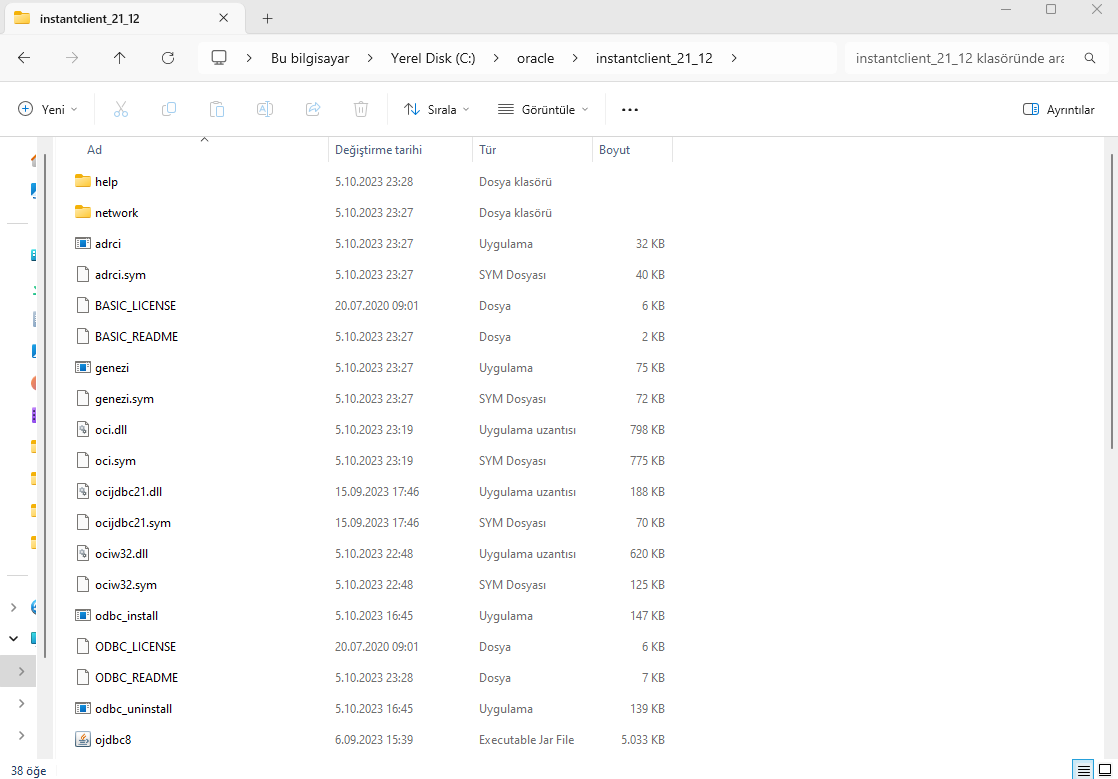 instantclient_21_12
Bu bilgisayar Yerel Disk (C:) oracle instantclient_21_12 instantclient_21_12 klasöründe ara
Yeni Sırala Görüntüle Ayrıntılar
Ad Değiştirme tarihi Tür Boyut
help 5.10.2023 23:28 Dosya klasörü
network 5.10.2023 23:27 Dosya klasörü
adrci 5.10.2023 23:27 Uygulama 32 KB
adrci.sym 5.10.2023 23:27 SYM Dosyası 40 KB
BASIC_LICENSE 20.07.2020 09:01 Dosya 6 KB
BASIC_README 5.10.2023 23:27 Dosya 2 KB
genezi 5.10.2023 23:27 Uygulama 75 KB
genezi.sym 5.10.2023 23:27 SYM Dosyası 72 KB
oci.dll 5.10.2023 23:19 Uygulama uzantısı 798 KB
oci.sym 5.10.2023 23:19 SYM Dosyası 775 KB
ocijdbc21.dll 15.09.2023 17:46 Uygulama uzantısı 188 KB
ocijdbc21.sym 15.09.2023 17:46 SYM Dosyası 70 KB
ociw32.dll 5.10.2023 22:48 Uygulama uzantısı 620 KB
ociw32.sym 5.10.2023 22:48 SYM Dosyası 125 KB
odbc_install 5.10.2023 16:45 Uygulama 147 KB
ODBC_LICENSE 20.07.2020 09:01 Dosya 6 KB
ODBC_README 5.10.2023 23:28 Dosya 7 KB
odbc_uninstall 5.10.2023 16:45 Uygulama 139 KB
ojdbc8 6.09.2023 15:39 Executable Jar File 5.033 KB
38 öğe